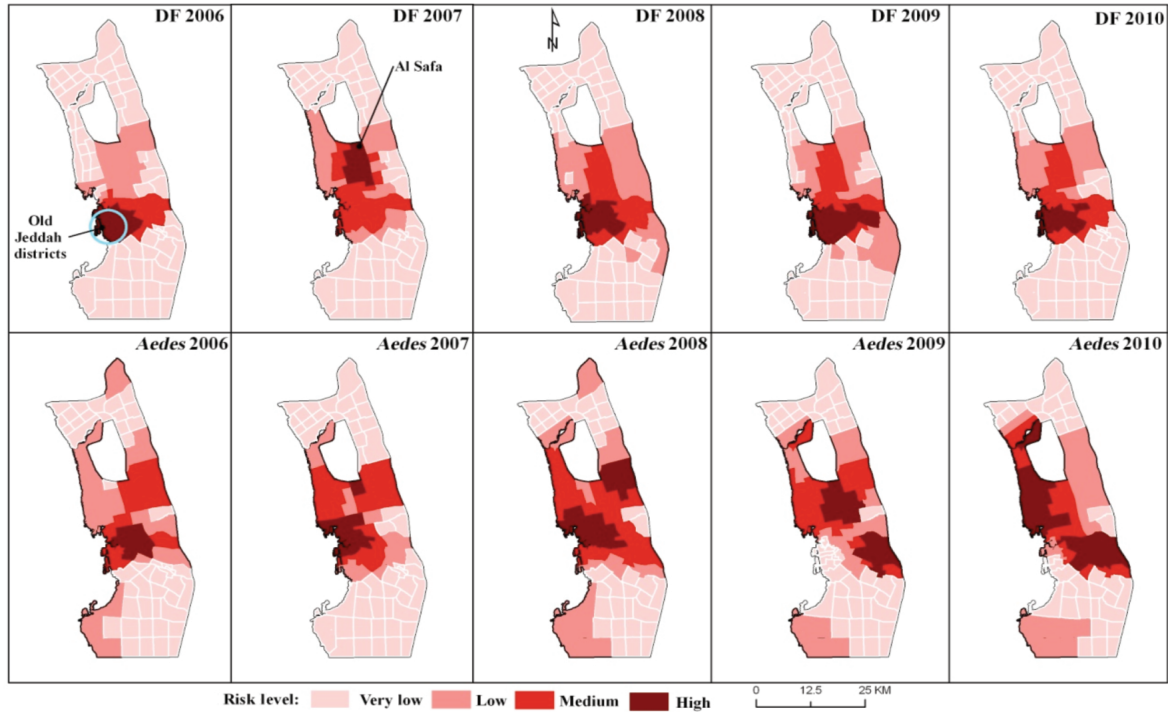 DF 2006
DF 2007
DF 2008
DF 2009
DF 2010
N
Al Safa
Old
Jeddah
districts
Aedes 2006
Aedes 2007
Aedes 2008
Aedes 2009
Aedes 2010
Risk level: Very low Low Medium High
0 12.5 25 KM